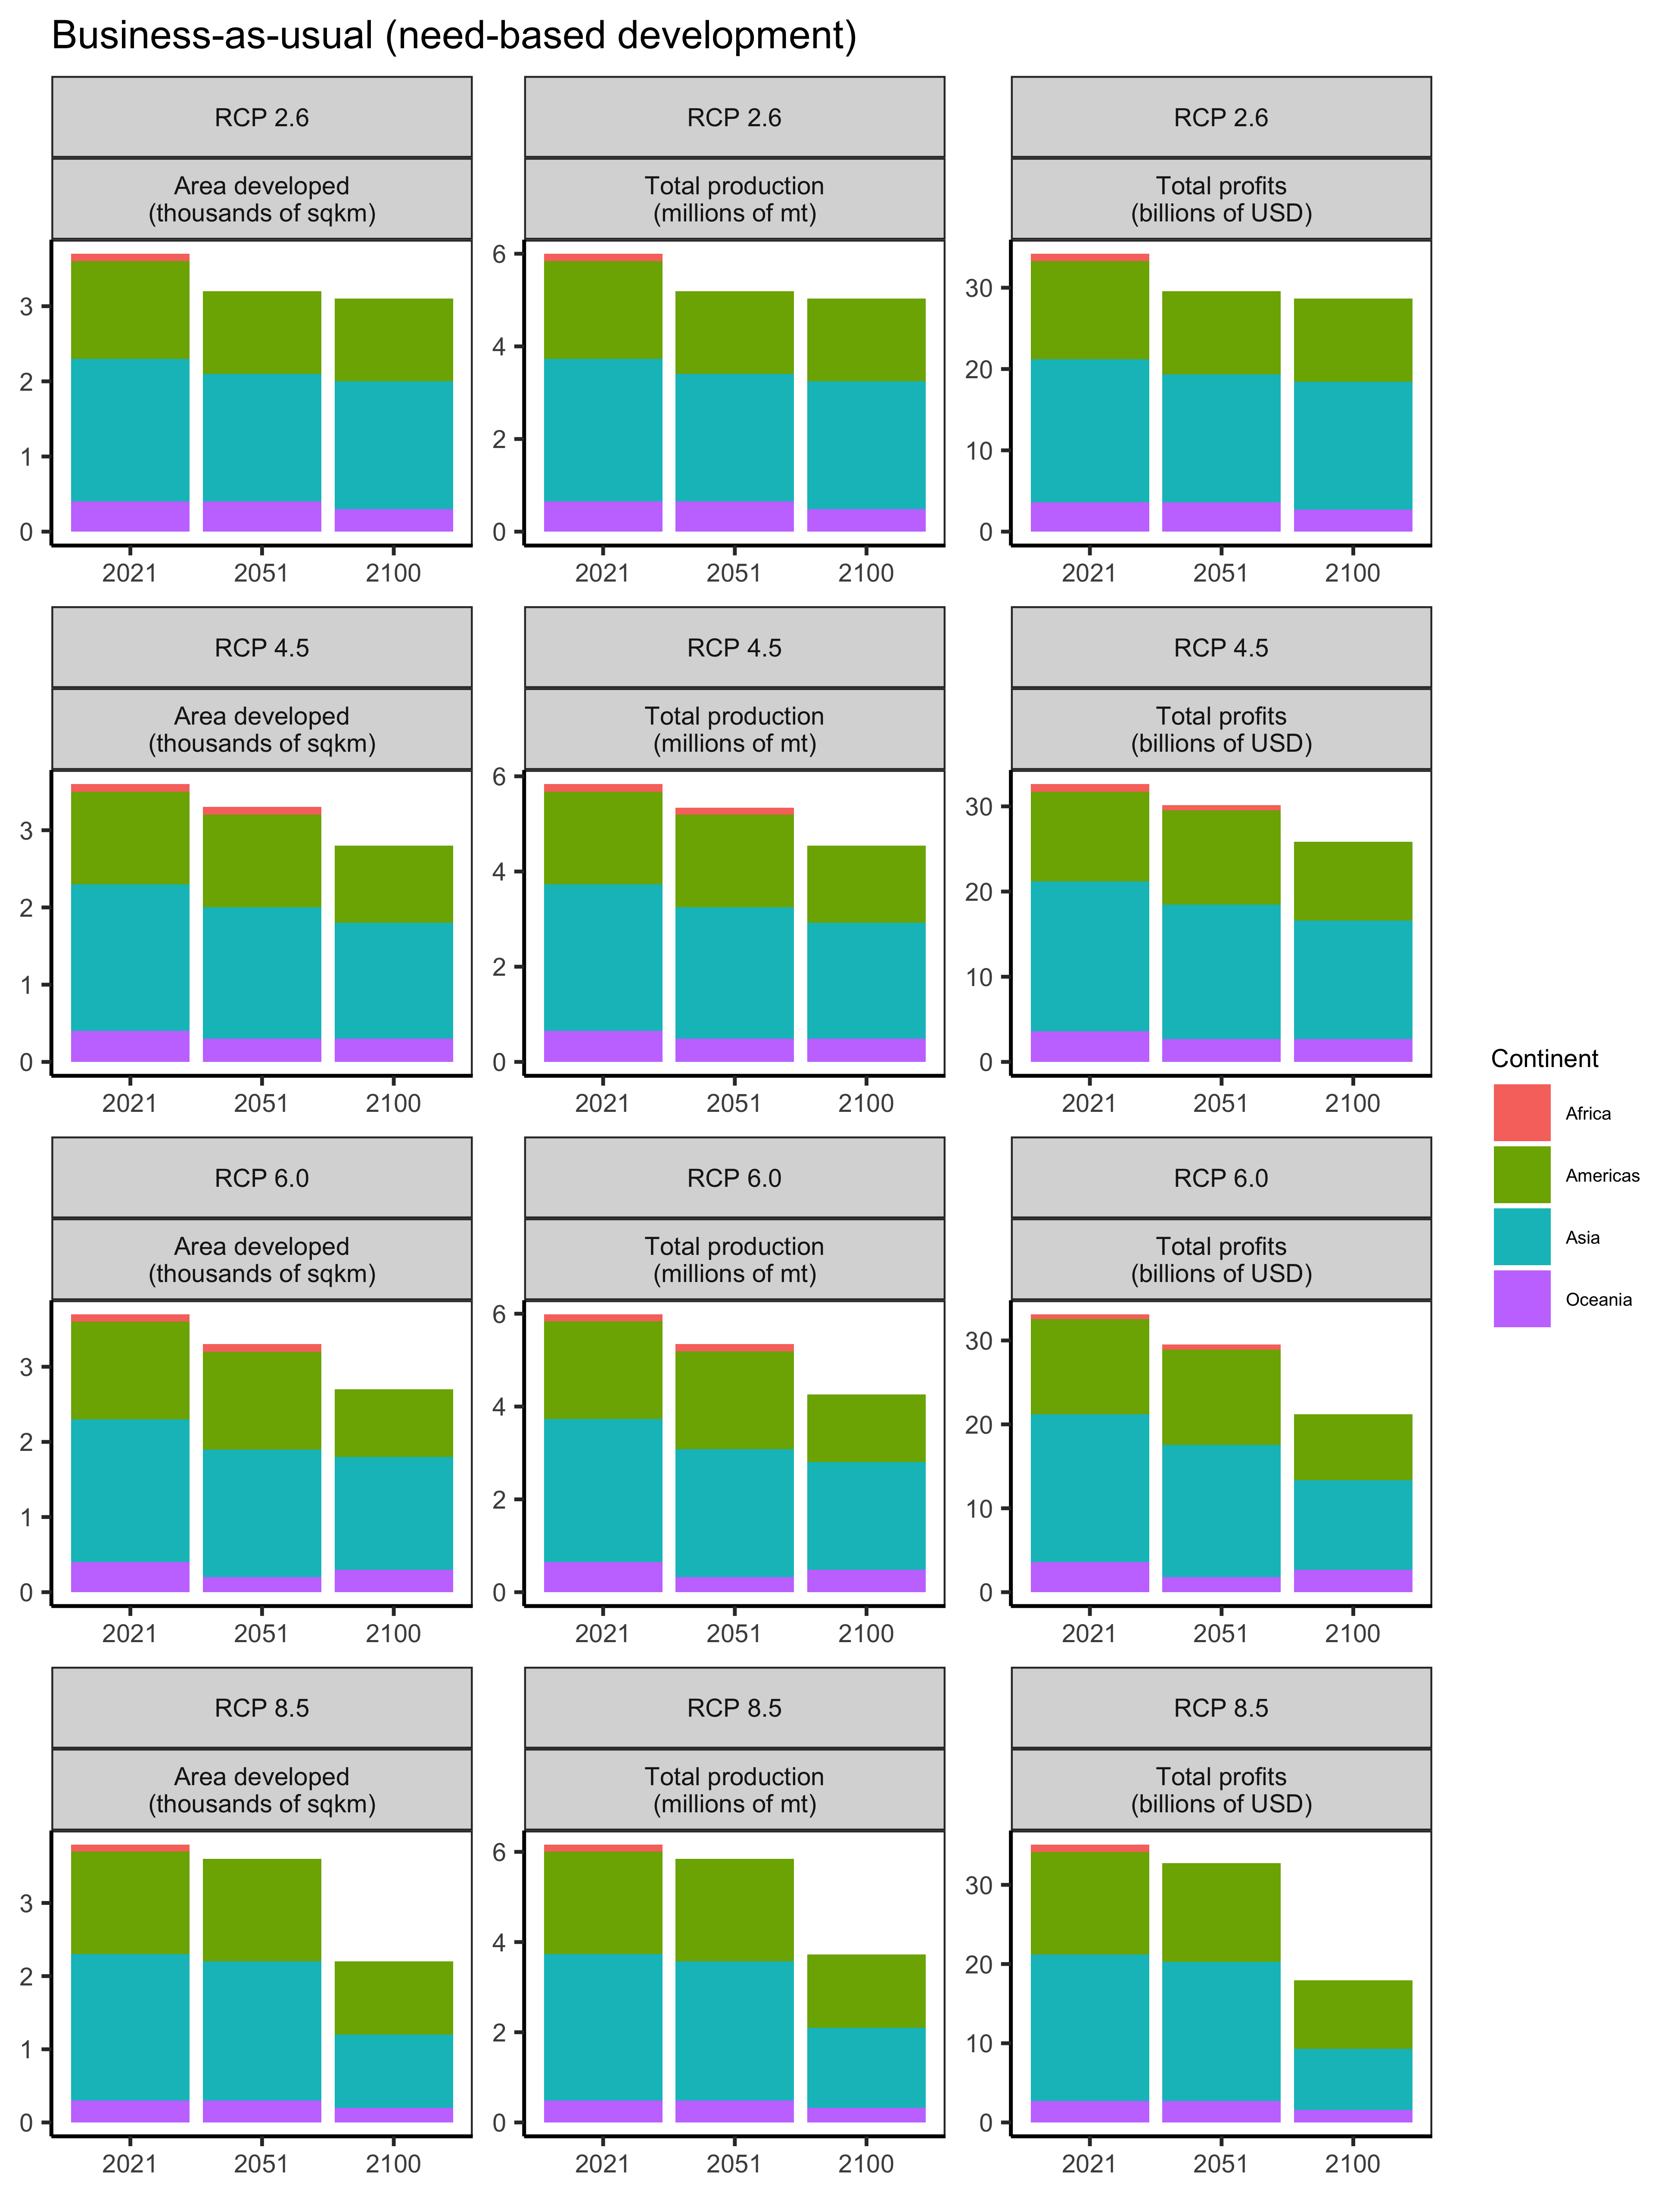 Business-as-usual (need-based development)
RCP 2.6
RCP 2.6
RCP 2.6
Area developed
(thousands of sqkm)
Total production
(millions of mt)
Total profits
(billions of USD)
3
2
1
0
2021
2051
2100
6
4
2
0
2021
2051
2100
30
20
10
0
2021
2051
2100
RCP 4.5
RCP 4.5
RCP 4.5
Area developed
(thousands of sqkm)
Total production
(millions of mt)
Total profits
(billions of USD)
3
2
1
0
2021
2051
2100
6
4
2
0
2021
2051
2100
30
20
10
0
2021
2051
2100
RCP 6.0
RCP 6.0
RCP 6.0
Area developed
(thousands of sqkm)
Total production
(millions of mt)
Total profits
(billions of USD)
3
2
1
0
2021
2051
2100
6
4
2
0
2021
2051
2100
30
20
10
0
2021
2051
2100
RCP 8.5
RCP 8.5
RCP 8.5
Area developed
(thousands of sqkm)
Total production
(millions of mt)
Total profits
(billions of USD)
3
2
1
0
2021
2051
2100
6
4
2
0
2021
2051
2100
30
20
10
0
2021
2051
2100
Continent
Africa
Americas
Asia
Oceania